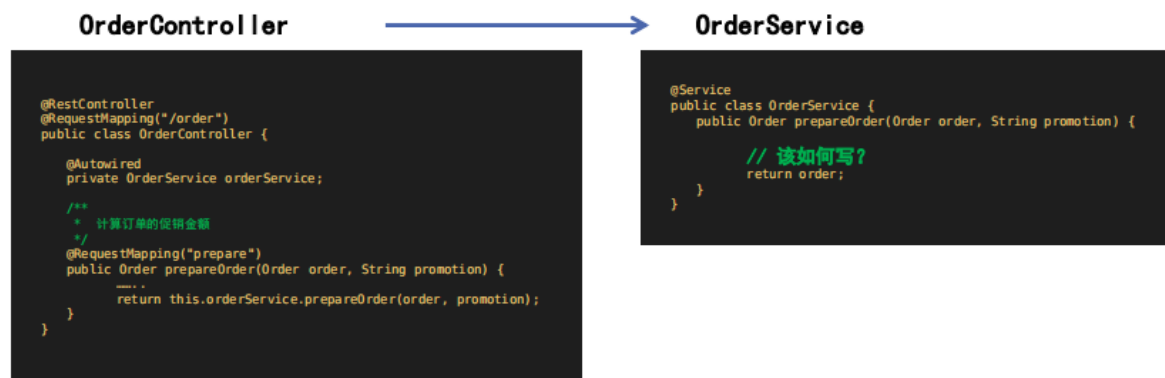 OrderController
@RestController
@RequestMapping("/order")
public class OrderController {
@Autowired
private OrderService orderService;
/**
* 计算订单的促销金额
*/
@RequestMapping("prepare")
public Order prepareOrder(Order order, String promotion) {
……..
return this.orderService.prepareOrder(order, promotion);
}
}
OrderService
@Service
public class OrderService {
public Order prepareOrder(Order order, String promotion) {
// 该如何写?
return order;
}
}